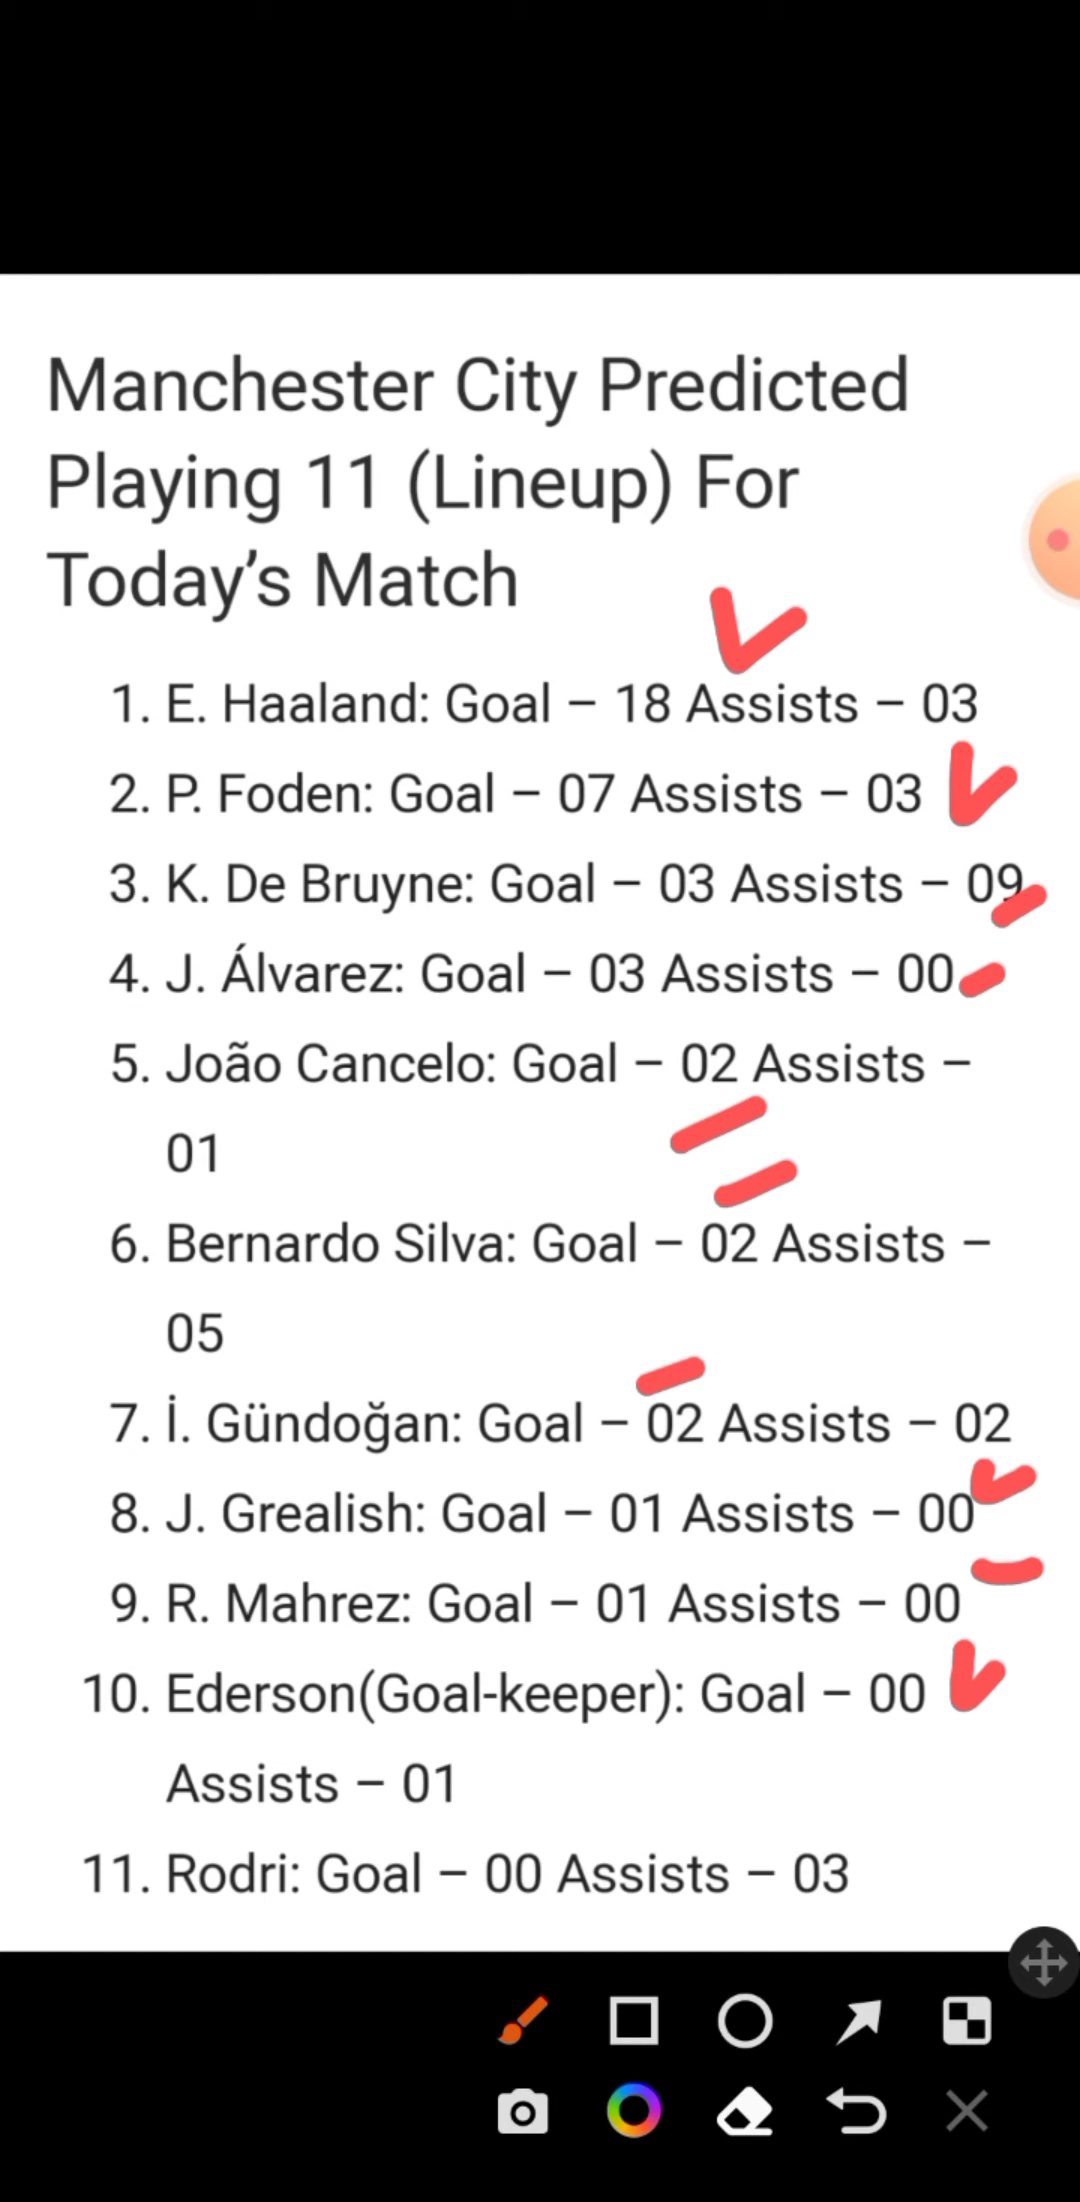 Manchester City Predicted
Playing 11 (Lineup) For
Today’s Match
1. E. Haaland: Goal – 18 Assists – 03
2. P. Foden: Goal – 07 Assists – 03
3. K. De Bruyne: Goal – 03 Assists – 09
4. J. Álvarez: Goal – 03 Assists – 00
5. João Cancelo: Goal – 02 Assists –
01
6. Bernardo Silva: Goal – 02 Assists –
05
7. İ. Gündoğan: Goal – 02 Assists – 02
8. J. Grealish: Goal – 01 Assists – 00
9. R. Mahrez: Goal – 01 Assists – 00
10. Ederson(Goal-keeper): Goal – 00
Assists – 01
11. Rodri: Goal – 00 Assists – 03